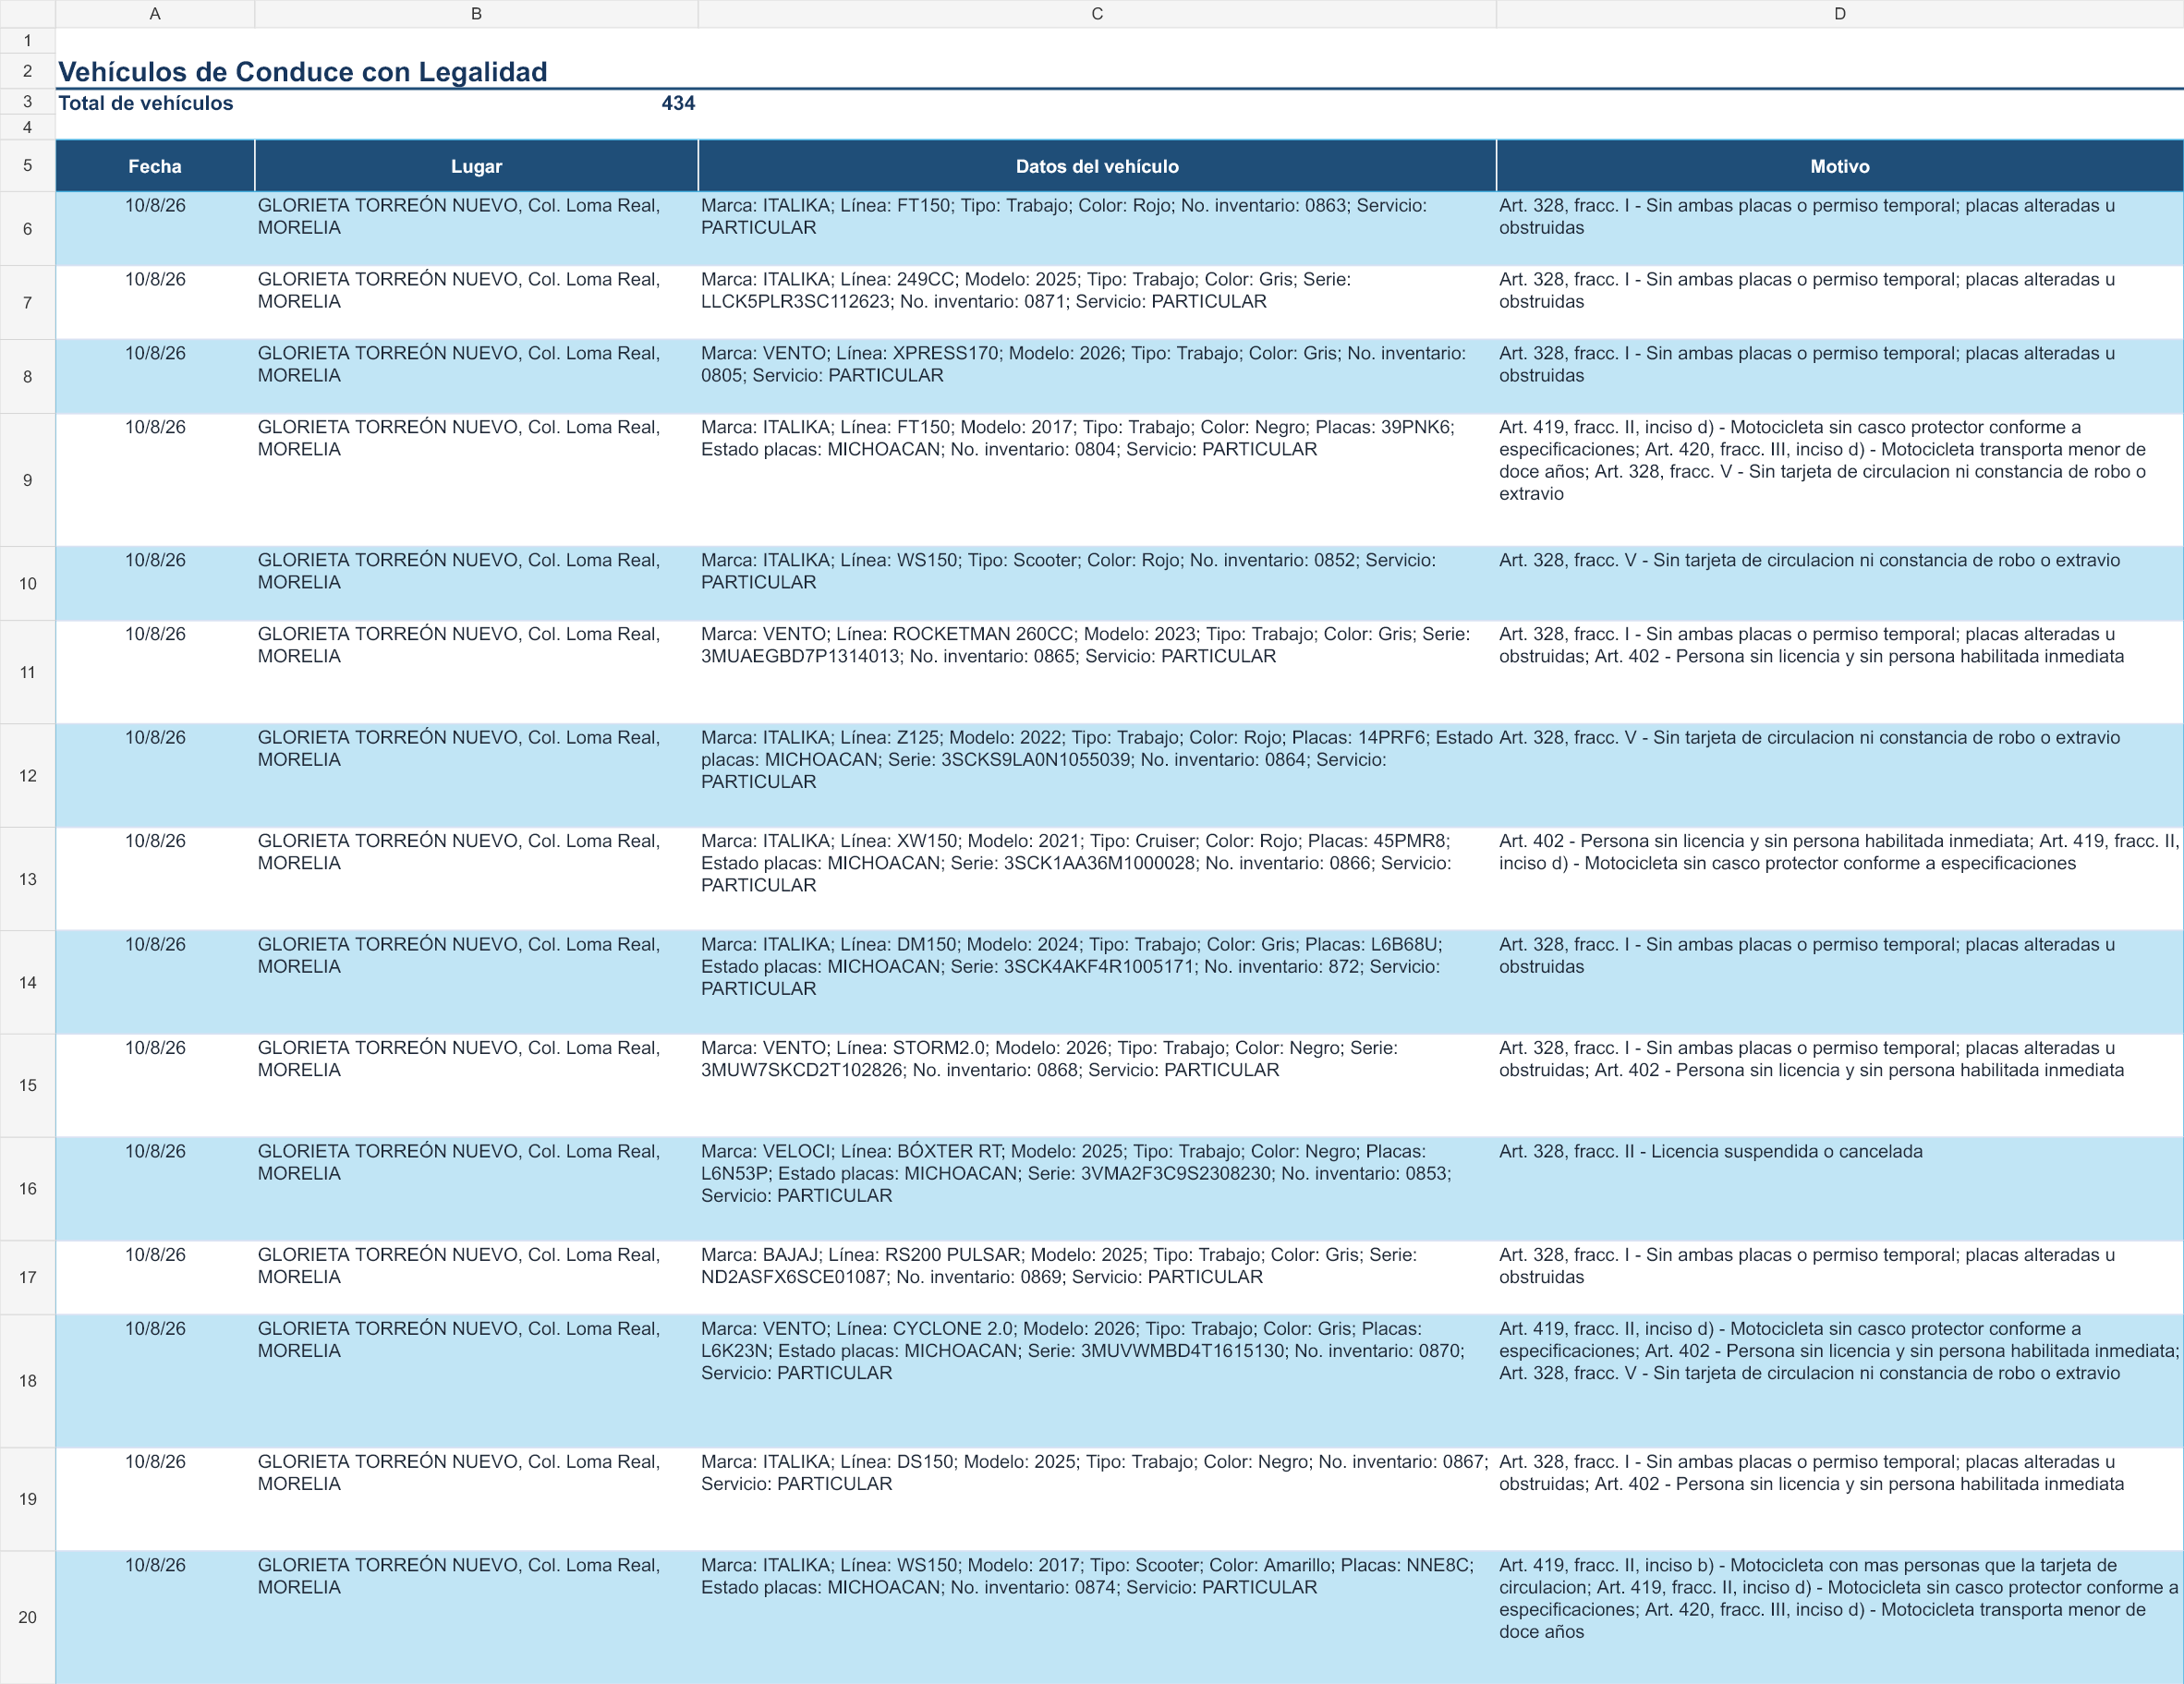 A B C D
1
2 Vehículos de Conduce con Legalidad
3 Total de vehículos 434
4
5 Fecha Lugar Datos del vehículo Motivo
6 10/8/26 GLORIETA TORREÓN NUEVO, Col. Loma Real, MORELIA Marca: ITALIKA; Línea: FT150; Tipo: Trabajo; Color: Rojo; No. inventario: 0863; Servicio: PARTICULAR Art. 328, fracc. I - Sin ambas placas o permiso temporal; placas alteradas u obstruidas
7 10/8/26 GLORIETA TORREÓN NUEVO, Col. Loma Real, MORELIA Marca: ITALIKA; Línea: 249CC; Modelo: 2025; Tipo: Trabajo; Color: Gris; Serie: LLCK5PLR3SC112623; No. inventario: 0871; Servicio: PARTICULAR Art. 328, fracc. I - Sin ambas placas o permiso temporal; placas alteradas u obstruidas
8 10/8/26 GLORIETA TORREÓN NUEVO, Col. Loma Real, MORELIA Marca: VENTO; Línea: XPRESS170; Modelo: 2026; Tipo: Trabajo; Color: Gris; No. inventario: 0805; Servicio: PARTICULAR Art. 328, fracc. I - Sin ambas placas o permiso temporal; placas alteradas u obstruidas
9 10/8/26 GLORIETA TORREÓN NUEVO, Col. Loma Real, MORELIA Marca: ITALIKA; Línea: FT150; Modelo: 2017; Tipo: Trabajo; Color: Negro; Placas: 39PNK6; Estado placas: MICHOACAN; No. inventario: 0804; Servicio: PARTICULAR Art. 419, fracc. II, inciso d) - Motocicleta sin casco protector conforme a especificaciones; Art. 420, fracc. III, inciso d) - Motocicleta transporta menor de doce años; Art. 328, fracc. V - Sin tarjeta de circulacion ni constancia de robo o extravio
10 10/8/26 GLORIETA TORREÓN NUEVO, Col. Loma Real, MORELIA Marca: ITALIKA; Línea: WS150; Tipo: Scooter; Color: Rojo; No. inventario: 0852; Servicio: PARTICULAR Art. 328, fracc. V - Sin tarjeta de circulacion ni constancia de robo o extravio
11 10/8/26 GLORIETA TORREÓN NUEVO, Col. Loma Real, MORELIA Marca: VENTO; Línea: ROCKETMAN 260CC; Modelo: 2023; Tipo: Trabajo; Color: Gris; Serie: 3MUAEGBD7P1314013; No. inventario: 0865; Servicio: PARTICULAR Art. 328, fracc. I - Sin ambas placas o permiso temporal; placas alteradas u obstruidas; Art. 402 - Persona sin licencia y sin persona habilitada inmediata
12 10/8/26 GLORIETA TORREÓN NUEVO, Col. Loma Real, MORELIA Marca: ITALIKA; Línea: Z125; Modelo: 2022; Tipo: Trabajo; Color: Rojo; Placas: 14PRF6; Estado placas: MICHOACAN; Serie: 3SCKS9LA0N1055039; No. inventario: 0864; Servicio: PARTICULAR Art. 328, fracc. V - Sin tarjeta de circulacion ni constancia de robo o extravio
13 10/8/26 GLORIETA TORREÓN NUEVO, Col. Loma Real, MORELIA Marca: ITALIKA; Línea: XW150; Modelo: 2021; Tipo: Cruiser; Color: Rojo; Placas: 45PMR8; Estado placas: MICHOACAN; Serie: 3SCK1AA36M1000028; No. inventario: 0866; Servicio: PARTICULAR Art. 402 - Persona sin licencia y sin persona habilitada inmediata; Art. 419, fracc. II, inciso d) - Motocicleta sin casco protector conforme a especificaciones
14 10/8/26 GLORIETA TORREÓN NUEVO, Col. Loma Real, MORELIA Marca: ITALIKA; Línea: DM150; Modelo: 2024; Tipo: Trabajo; Color: Gris; Placas: L6B68U; Estado placas: MICHOACAN; Serie: 3SCK4AKF4R1005171; No. inventario: 872; Servicio: PARTICULAR Art. 328, fracc. I - Sin ambas placas o permiso temporal; placas alteradas u obstruidas
15 10/8/26 GLORIETA TORREÓN NUEVO, Col. Loma Real, MORELIA Marca: VENTO; Línea: STORM2.0; Modelo: 2026; Tipo: Trabajo; Color: Negro; Serie: 3MUW7SKCD2T102826; No. inventario: 0868; Servicio: PARTICULAR Art. 328, fracc. I - Sin ambas placas o permiso temporal; placas alteradas u obstruidas; Art. 402 - Persona sin licencia y sin persona habilitada inmediata
16 10/8/26 GLORIETA TORREÓN NUEVO, Col. Loma Real, MORELIA Marca: VELOCI; Línea: BÓXTER RT; Modelo: 2025; Tipo: Trabajo; Color: Negro; Placas: L6N53P; Estado placas: MICHOACAN; Serie: 3VMA2F3C9S2308230; No. inventario: 0853; Servicio: PARTICULAR Art. 328, fracc. II - Licencia suspendida o cancelada
17 10/8/26 GLORIETA TORREÓN NUEVO, Col. Loma Real, MORELIA Marca: BAJAJ; Línea: RS200 PULSAR; Modelo: 2025; Tipo: Trabajo; Color: Gris; Serie: ND2ASFX6SCE01087; No. inventario: 0869; Servicio: PARTICULAR Art. 328, fracc. I - Sin ambas placas o permiso temporal; placas alteradas u obstruidas
18 10/8/26 GLORIETA TORREÓN NUEVO, Col. Loma Real, MORELIA Marca: VENTO; Línea: CYCLONE 2.0; Modelo: 2026; Tipo: Trabajo; Color: Gris; Placas: L6K23N; Estado placas: MICHOACAN; Serie: 3MUVWMBD4T1615130; No. inventario: 0870; Servicio: PARTICULAR Art. 419, fracc. II, inciso d) - Motocicleta sin casco protector conforme a especificaciones; Art. 402 - Persona sin licencia y sin persona habilitada inmediata; Art. 328, fracc. V - Sin tarjeta de circulacion ni constancia de robo o extravio
19 10/8/26 GLORIETA TORREÓN NUEVO, Col. Loma Real, MORELIA Marca: ITALIKA; Línea: DS150; Modelo: 2025; Tipo: Trabajo; Color: Negro; No. inventario: 0867; Servicio: PARTICULAR Art. 328, fracc. I - Sin ambas placas o permiso temporal; placas alteradas u obstruidas; Art. 402 - Persona sin licencia y sin persona habilitada inmediata
20 10/8/26 GLORIETA TORREÓN NUEVO, Col. Loma Real, MORELIA Marca: ITALIKA; Línea: WS150; Modelo: 2017; Tipo: Scooter; Color: Amarillo; Placas: NNE8C; Estado placas: MICHOACAN; No. inventario: 0874; Servicio: PARTICULAR Art. 419, fracc. II, inciso b) - Motocicleta con mas personas que la tarjeta de circulacion; Art. 419, fracc. II, inciso d) - Motocicleta sin casco protector conforme a especificaciones; Art. 420, fracc. III, inciso d) - Motocicleta transporta menor de doce años